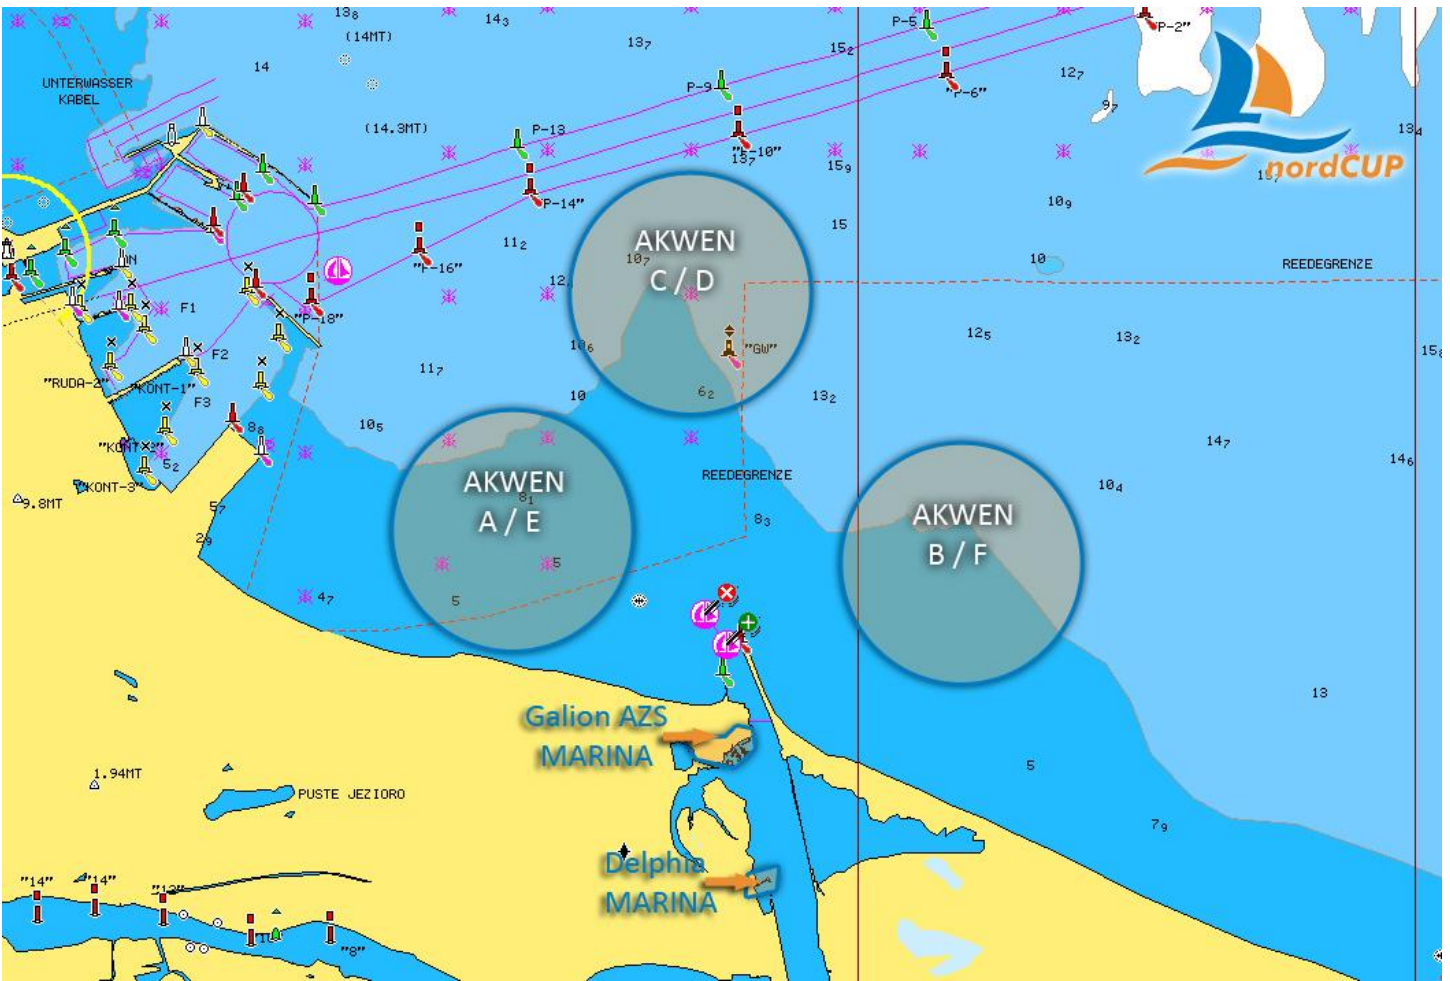 13₈
(14MT)
14₃
13₇
P-5
15₂
"P-2"
14
UNTERWASSER
KABEL
P-9
"P-6"
12₇
9₇
(14.3MT)
P-13
13₇
15₉
13₄
nordCUP
"P-14"
10₉
15
11₂
"P-16"
AKWEN
C / D
10₇
10
REEDEGRENZE
F1
"P-18"
12₅
13₂
10₆
"GW"
F2
11₇
"RUDA-2"
"KONT-1"
F3
10
6₂
13₂
10₅
8₈
14₇
5₂
14₆
REEDEGRENZE
"KONT-3"
9.8MT
AKWEN
A / E
8₁
10₄
5₇
8₃
AKWEN
B / F
2₉
5
4₇
5
13
Galion AZS
MARINA
1.94MT
5
PUSTE JEZIORO
7₉
Delphia
MARINA
"14"
"14"
"8"